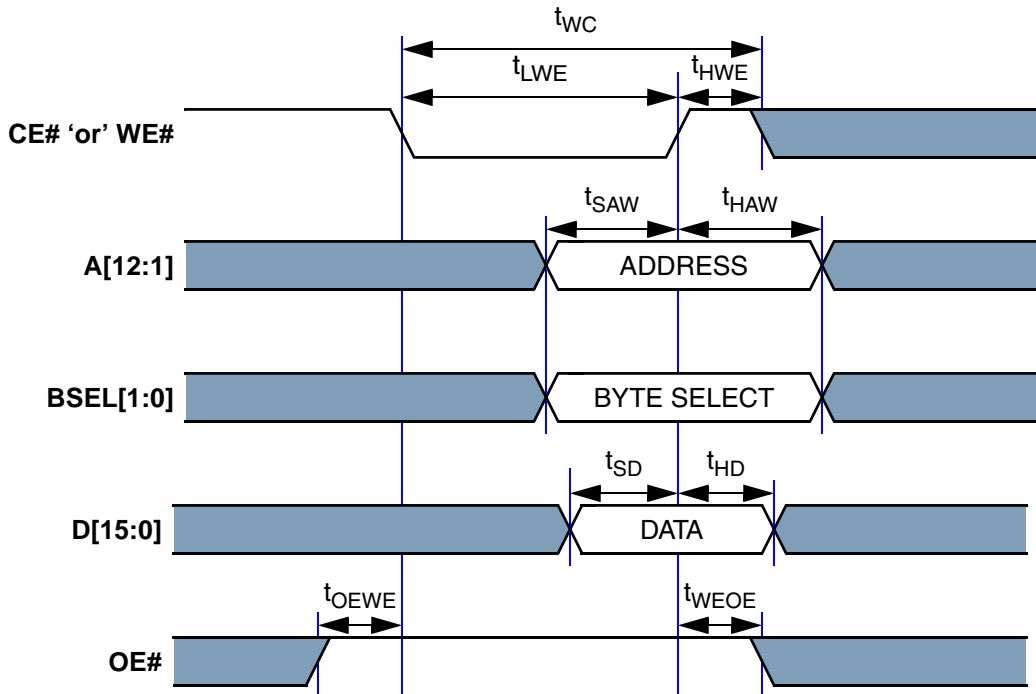 tWC
tLWE
tHWE
CE# ‘or’ WE#
tSAW
tHAW
A[12:1]
ADDRESS
BSEL[1:0]
BYTE SELECT
tSD
tHD
D[15:0]
DATA
tOEWE
tWEOE
OE#